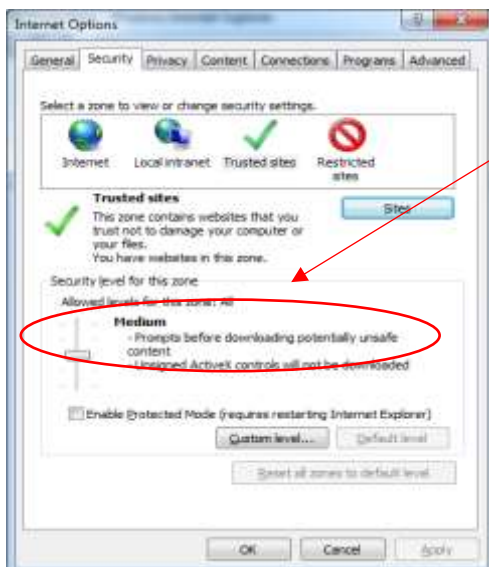 Internet Options
General Security Privacy Content Connections Programs Advanced
Select a zone to view or change security settings.
Internet Local intranet Trusted sites Restricted
sites
Trusted sites
Sites
This zone contains websites that you
trust not to damage your computer or
your files.
You have websites in this zone.
Security level for this zone
Allowed levels for this zone: All
Medium
- Prompts before downloading potentially unsafe
content
- Unsigned ActiveX controls will not be downloaded
Enable Protected Mode (requires restarting Internet Explorer)
Custom level... Default level
Reset all zones to default level
OK Cancel Apply